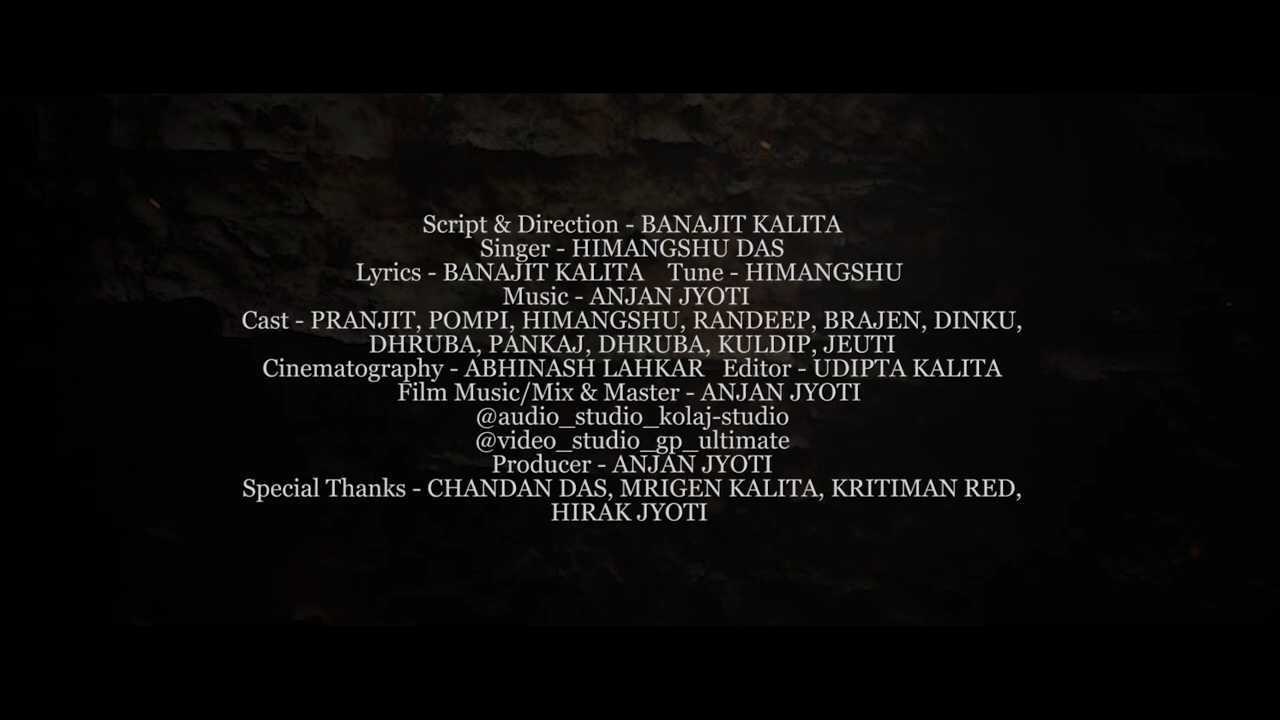 Script & Direction - BANAJIT KALITA
Singer - HIMANGSHU DAS
Lyrics - BANAJIT KALITA    Tune - HIMANGSHU
Music - ANJAN JYOTI
Cast - PRANJIT, POMPI, HIMANGSHU, RANDEEP, BRAJEN, DINKU,
DHRUBA, PANKAJ, DHRUBA, KULDIP, JEUTI
Cinematography - ABHINASH LAHKAR   Editor - UDIPTA KALITA
Film Music/Mix & Master - ANJAN JYOTI
@audio_studio_kolaj-studio
@video_studio_gp_ultimate
Producer - ANJAN JYOTI
Special Thanks - CHANDAN DAS, MRIGEN KALITA, KRITIMAN RED,
HIRAK JYOTI